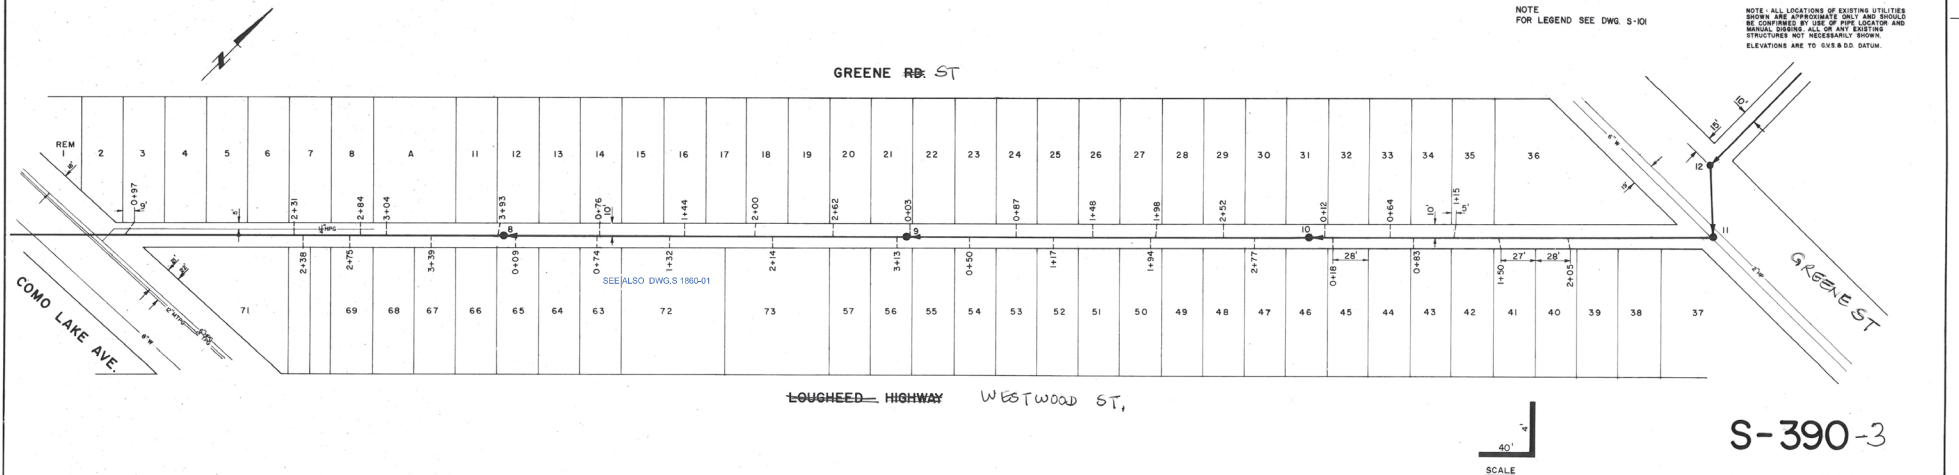 NOTE
FOR LEGEND SEE DWG. S-101
NOTE : ALL LOCATIONS OF EXISTING UTILITIES
SHOWN ARE APPROXIMATE ONLY AND SHOULD
BE CONFIRMED BY USE OF PIPE LOCATOR AND
MANUAL DIGGING. ALL OR ANY EXISTING
STRUCTURES NOT NECESSARILY SHOWN.
ELEVATIONS ARE TO G.V.S. & D.D. DATUM.
N
GREENE RD. ST
10'
15'
6" W
15'
12
REM
1 2 3 4 5 6 7 8 A 11 12 13 14 15 16 17 18 19 20 21 22 23 24 25 26 27 28 29 30 31 32 33 34 35 36
0+97 2+31 2+84 3+04 3+93 0+76 1+44 2+00 2+62 0+03 0+87 1+48 1+98 2+52 0+12 0+64 1+15
9' 10' 10' 5'
8 9 10 11
2+38 2+75 3+39 0+09 0+74 1+32 2+14 3+13 0+50 1+17 1+94 2+77 0+18 28' 0+83 1+50 27' 28' 2+05
SEE ALSO DWG.S 1860-01
71 69 68 67 66 65 64 63 72 73 57 56 55 54 53 52 51 50 49 48 47 46 45 44 43 42 41 40 39 38 37
GREENE ST
COMO LAKE AVE.
6" W
LOUGHEED HIGHWAY WESTWOOD ST.
4'
40'
SCALE
S-390-3